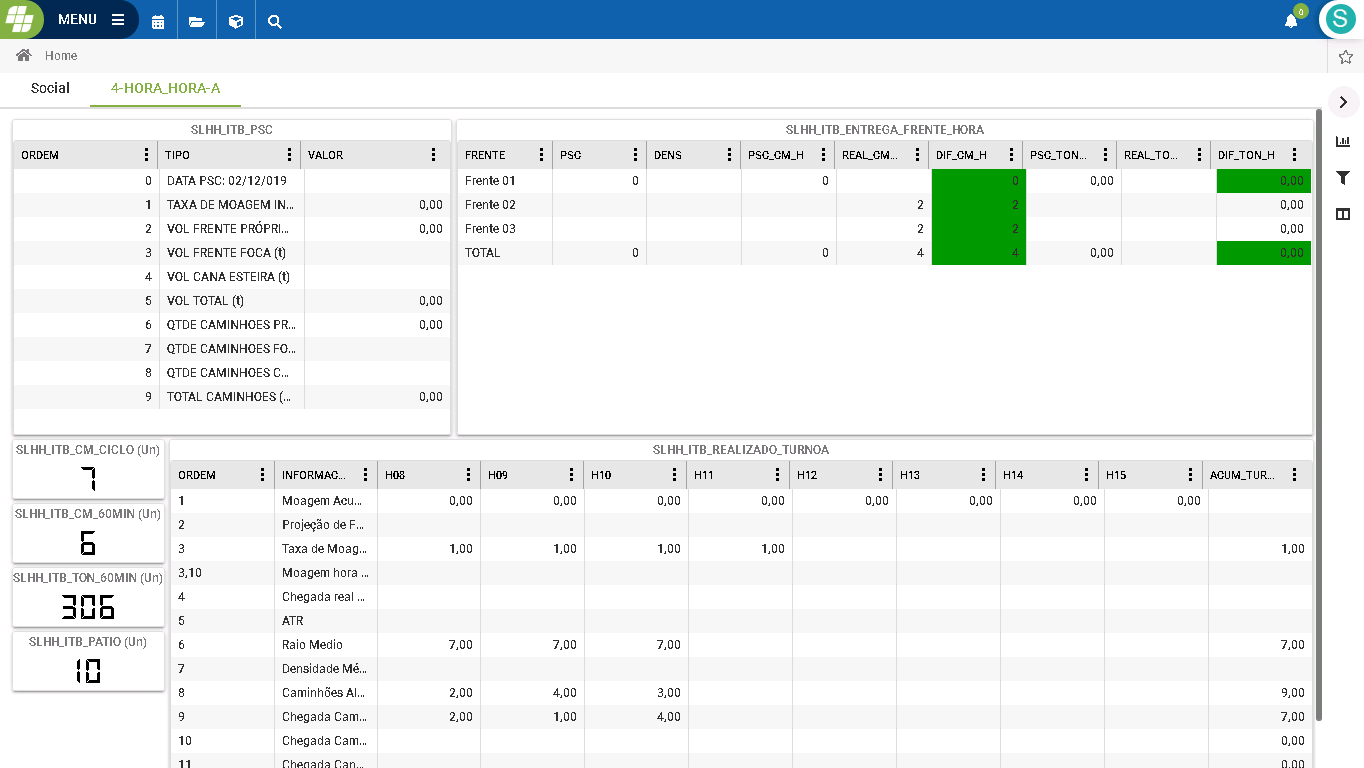 MENU
0
S
Home
Social 4-HORA_HORA-A
SLHH_ITB_PSC
ORDEM TIPO VALOR
0 DATA PSC: 02/12/019
1 TAXA DE MOAGEM IN... 0,00
2 VOL FRENTE PRÓPRI... 0,00
3 VOL FRENTE FOCA (t)
4 VOL CANA ESTEIRA (t)
5 VOL TOTAL (t) 0,00
6 QTDE CAMINHOES PR... 0,00
7 QTDE CAMINHOES FO...
8 QTDE CAMINHOES C...
9 TOTAL CAMINHOES (... 0,00
SLHH_ITB_ENTREGA_FRENTE_HORA
FRENTE PSC DENS PSC_CM_H REAL_CM... DIF_CM_H PSC_TON... REAL_TO... DIF_TON_H
Frente 01 0 0 0 0,00 0,00
Frente 02 2 2 0,00
Frente 03 2 2 0,00
TOTAL 0 0 4 4 0,00 0,00
SLHH_ITB_CM_CICLO (Un)
7
SLHH_ITB_CM_60MIN (Un)
6
SLHH_ITB_TON_60MIN (Un)
306
SLHH_ITB_PATIO (Un)
10
SLHH_ITB_REALIZADO_TURNOA
ORDEM INFORMAC... H08 H09 H10 H11 H12 H13 H14 H15 ACUM_TUR...
1 Moagem Acu... 0,00 0,00 0,00 0,00 0,00 0,00 0,00 0,00
2 Projeção de F...
3 Taxa de Moag... 1,00 1,00 1,00 1,00 1,00
3,10 Moagem hora ...
4 Chegada real ...
5 ATR
6 Raio Medio 7,00 7,00 7,00 7,00
7 Densidade Mé...
8 Caminhões Al... 2,00 4,00 3,00 9,00
9 Chegada Cam... 2,00 1,00 4,00 7,00
10 Chegada Cam... 0,00
11 Chegada Can... 0,00